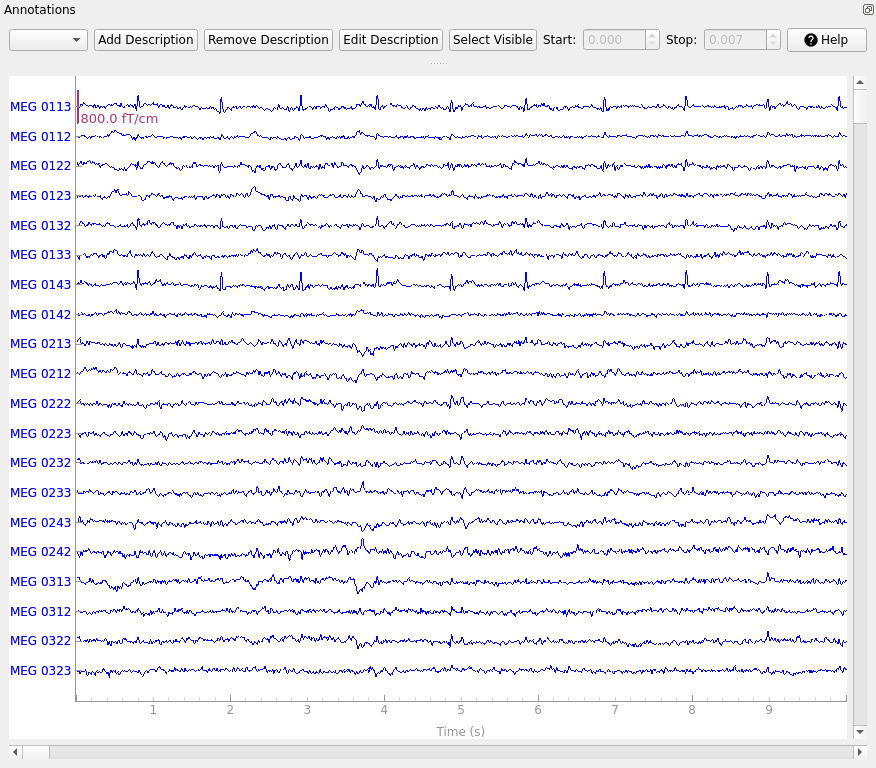 Annotations
Add Description Remove Description Edit Description Select Visible Start: 0.000 Stop: 0.007 Help
MEG 0113
800.0 fT/cm
MEG 0112
MEG 0122
MEG 0123
MEG 0132
MEG 0133
MEG 0143
MEG 0142
MEG 0213
MEG 0212
MEG 0222
MEG 0223
MEG 0232
MEG 0233
MEG 0243
MEG 0242
MEG 0313
MEG 0312
MEG 0322
MEG 0323
1 2 3 4 5 6 7 8 9
Time (s)